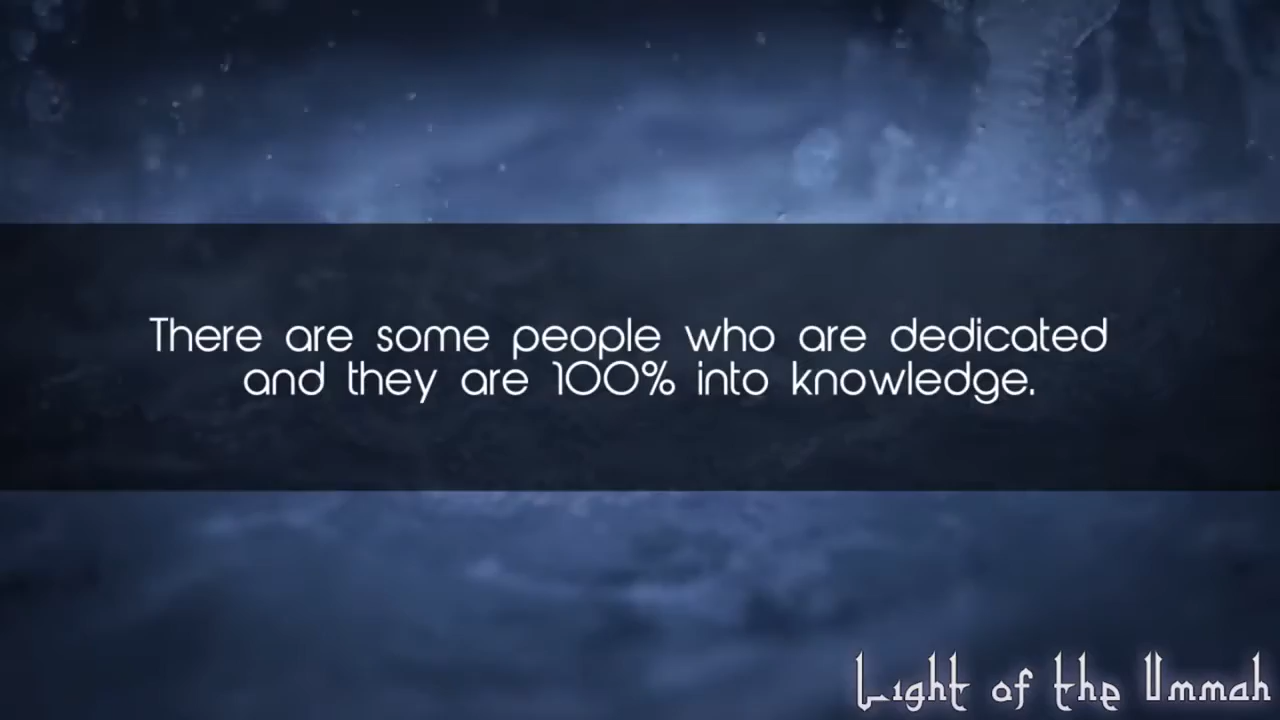 There are some people who are dedicated
and they are 100% into knowledge.
Light of the Ummah